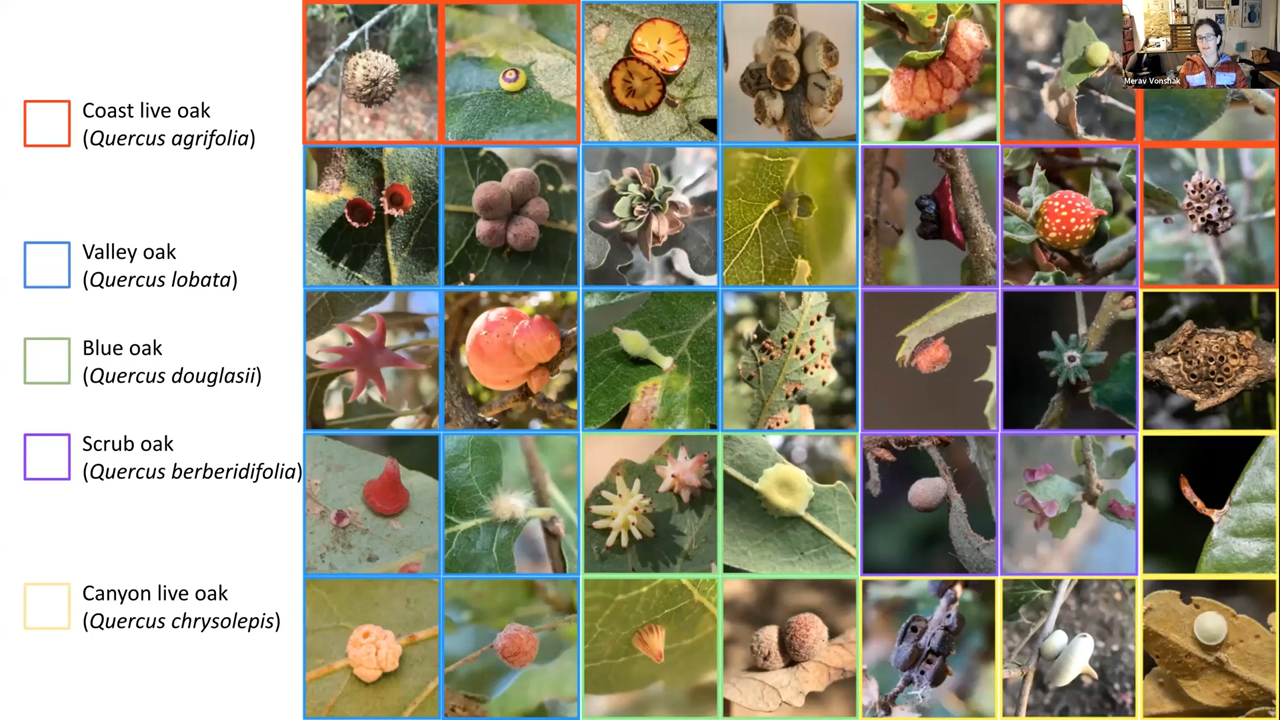 Coast live oak
(Quercus agrifolia)
Valley oak
(Quercus lobata)
Blue oak
(Quercus douglasii)
Scrub oak
(Quercus berberidifolia)
Canyon live oak
(Quercus chrysolepis)
Merav Vonshak